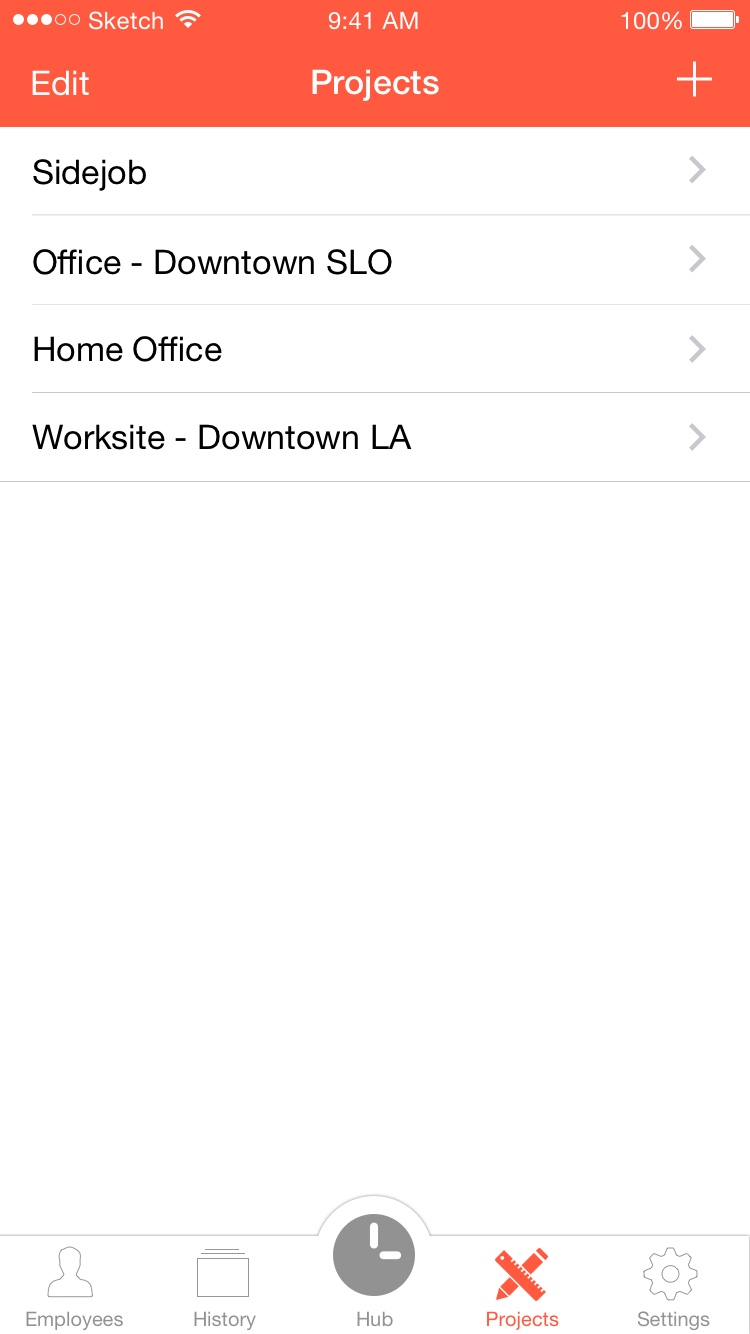 Sketch 9:41 AM 100%
Edit Projects
Sidejob
Office - Downtown SLO
Home Office
Worksite - Downtown LA
Employees History Hub Projects Settings